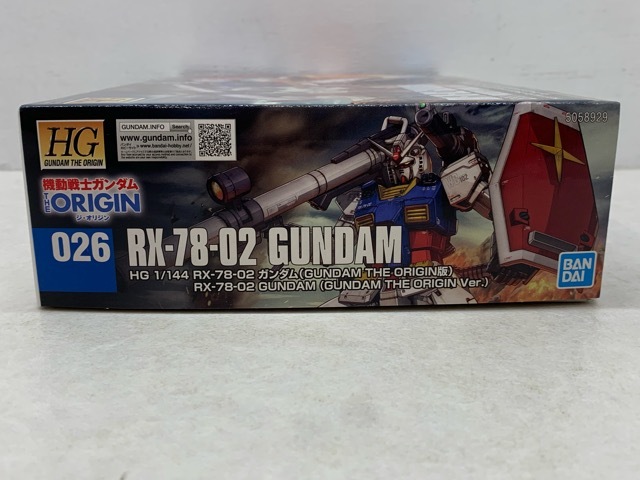 HG
GUNDAM THE ORIGIN
機動戦士ガンダム
THE ORIGIN
ジ・オリジン
026
GUNDAM.INFO Search
www.gundam.info
www.bandai-hobby.net/
RX-78-02 GUNDAM
HG 1/144 RX-78-02 ガンダム(GUNDAM THE ORIGIN版)
RX-78-02 GUNDAM (GUNDAM THE ORIGIN Ver.)
5058929
BAN
DAI